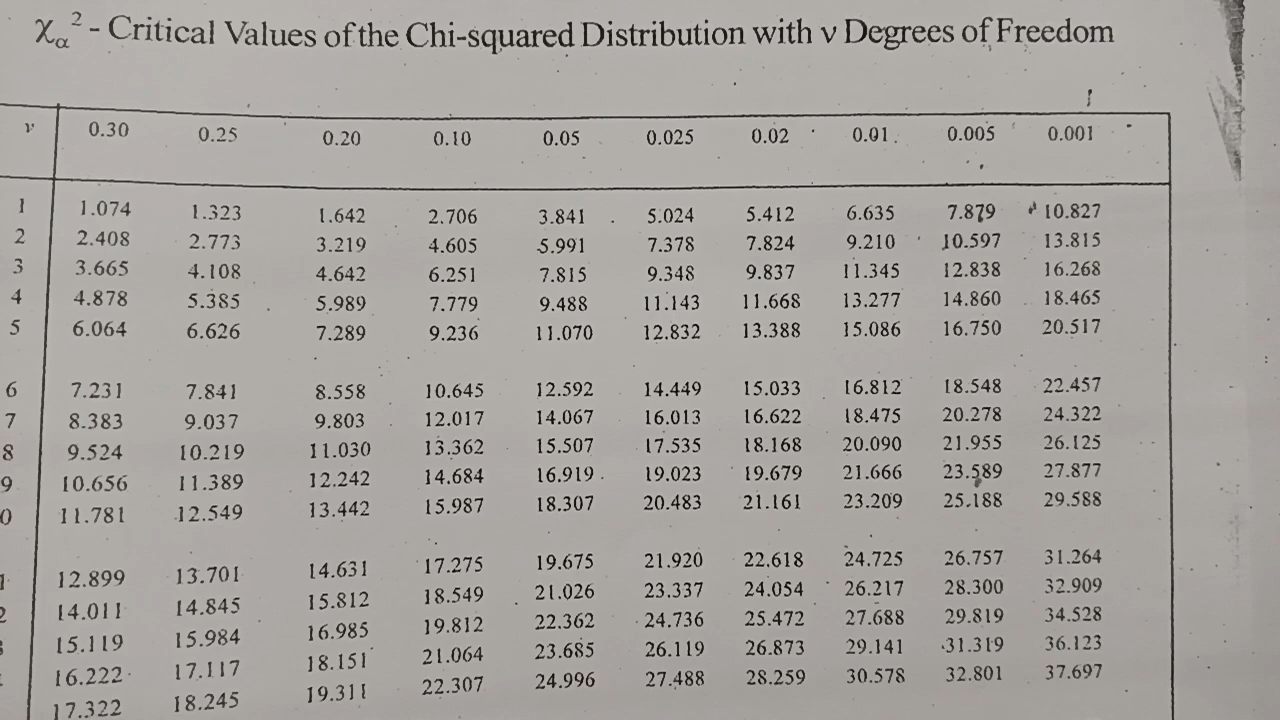 χα² - Critical Values of the Chi-squared Distribution with ν Degrees of Freedom
ν 0.30 0.25 0.20 0.10 0.05 0.025 0.02 0.01 0.005 0.001
1 1.074 1.323 1.642 2.706 3.841 5.024 5.412 6.635 7.879 10.827
2 2.408 2.773 3.219 4.605 5.991 7.378 7.824 9.210 10.597 13.815
3 3.665 4.108 4.642 6.251 7.815 9.348 9.837 11.345 12.838 16.268
4 4.878 5.385 5.989 7.779 9.488 11.143 11.668 13.277 14.860 18.465
5 6.064 6.626 7.289 9.236 11.070 12.832 13.388 15.086 16.750 20.517
6 7.231 7.841 8.558 10.645 12.592 14.449 15.033 16.812 18.548 22.457
7 8.383 9.037 9.803 12.017 14.067 16.013 16.622 18.475 20.278 24.322
8 9.524 10.219 11.030 13.362 15.507 17.535 18.168 20.090 21.955 26.125
9 10.656 11.389 12.242 14.684 16.919 19.023 19.679 21.666 23.589 27.877
0 11.781 12.549 13.442 15.987 18.307 20.483 21.161 23.209 25.188 29.588
1 12.899 13.701 14.631 17.275 19.675 21.920 22.618 24.725 26.757 31.264
2 14.011 14.845 15.812 18.549 21.026 23.337 24.054 26.217 28.300 32.909
15.119 15.984 16.985 19.812 22.362 24.736 25.472 27.688 29.819 34.528
16.222 17.117 18.151 21.064 23.685 26.119 26.873 29.141 31.319 36.123
17.322 18.245 19.311 22.307 24.996 27.488 28.259 30.578 32.801 37.697